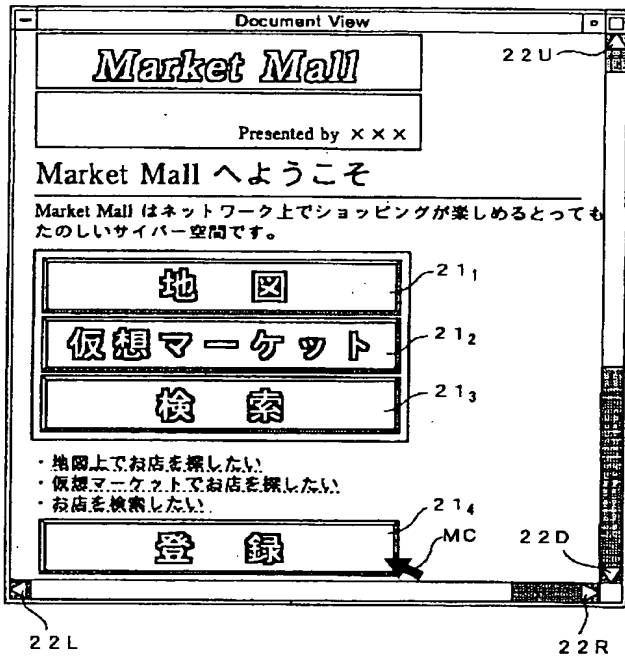 Document View
22U
Market Mall
Presented by ×××
Market Mall へようこそ
Market Mall はネットワーク上でショッピングが楽しめるとっても
たのしいサイバー空間です。
地 図
21₁
仮想マーケット
21₂
検 索
21₃
・地図上でお店を探したい
・仮想マーケットでお店を探したい
・お店を検索したい
21₄
登 録
MC
22D
22L
22R